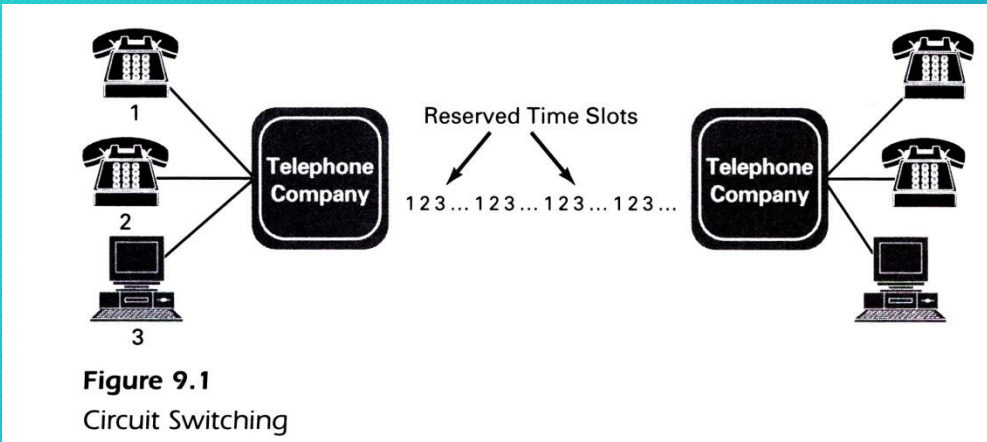 1
Reserved Time Slots
Telephone
Company
Telephone
Company
1 2 3 ... 1 2 3 ... 1 2 3 ... 1 2 3 ...
2
3
Figure 9.1
Circuit Switching